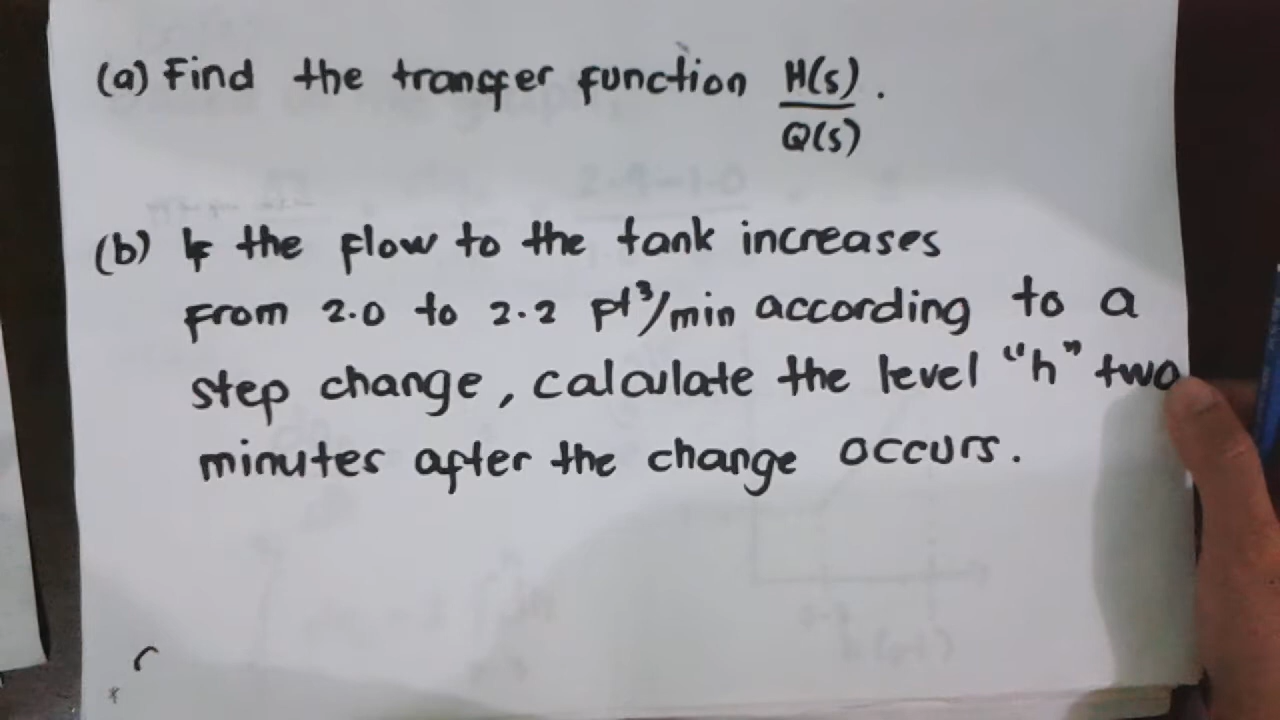 (a) Find the transfer function H(s)/Q(s).
(b) If the flow to the tank increases
from 2.0 to 2.2 ft³/min according to a
step change, calculate the level "h" two
minutes after the change occurs.